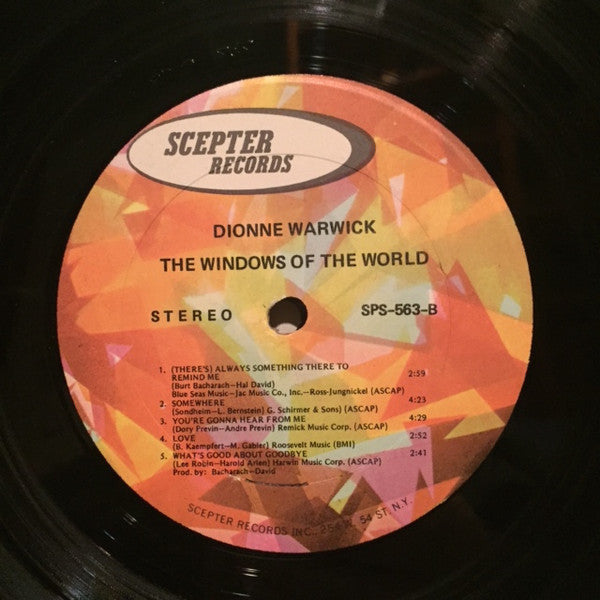 SCEPTER
RECORDS
DIONNE WARWICK
THE WINDOWS OF THE WORLD
STEREO SPS-563-B
1. (THERE'S) ALWAYS SOMETHING THERE TO
REMIND ME 2:59
(Burt Bacharach-Hal David)
Blue Seas Music-Jac Music Co., Inc.-Ross-Jungnickel (ASCAP)
2. SOMEWHERE 4:23
(Sondheim-L. Bernstein) G. Schirmer & Sons) (ASCAP)
3. YOU'RE GONNA HEAR FROM ME 4:29
(Dory Previn-Andre Previn) Remick Music Corp. (ASCAP)
4. LOVE 2:52
(B. Kaempfert-M. Gabler) Roosevelt Music (BMI)
5. WHAT'S GOOD ABOUT GOODBYE 2:41
(Lee Robin-Harold Arlen) Harwin Music Corp. (ASCAP)
Prod. by: Bacharach-David
SCEPTER RECORDS INC., 254 W. 54 ST. N.Y.